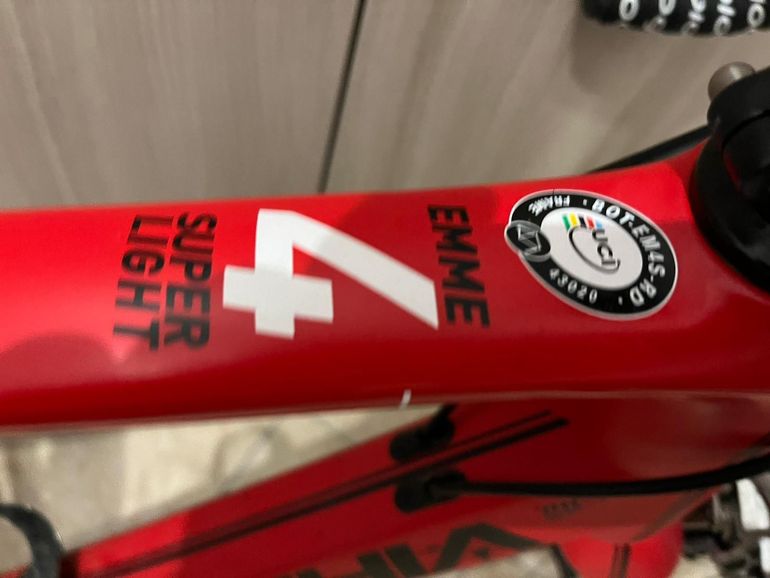 EMME
4
SUPER
LIGHT
BOT-EM4S-RD
UCI
FRAME
43020